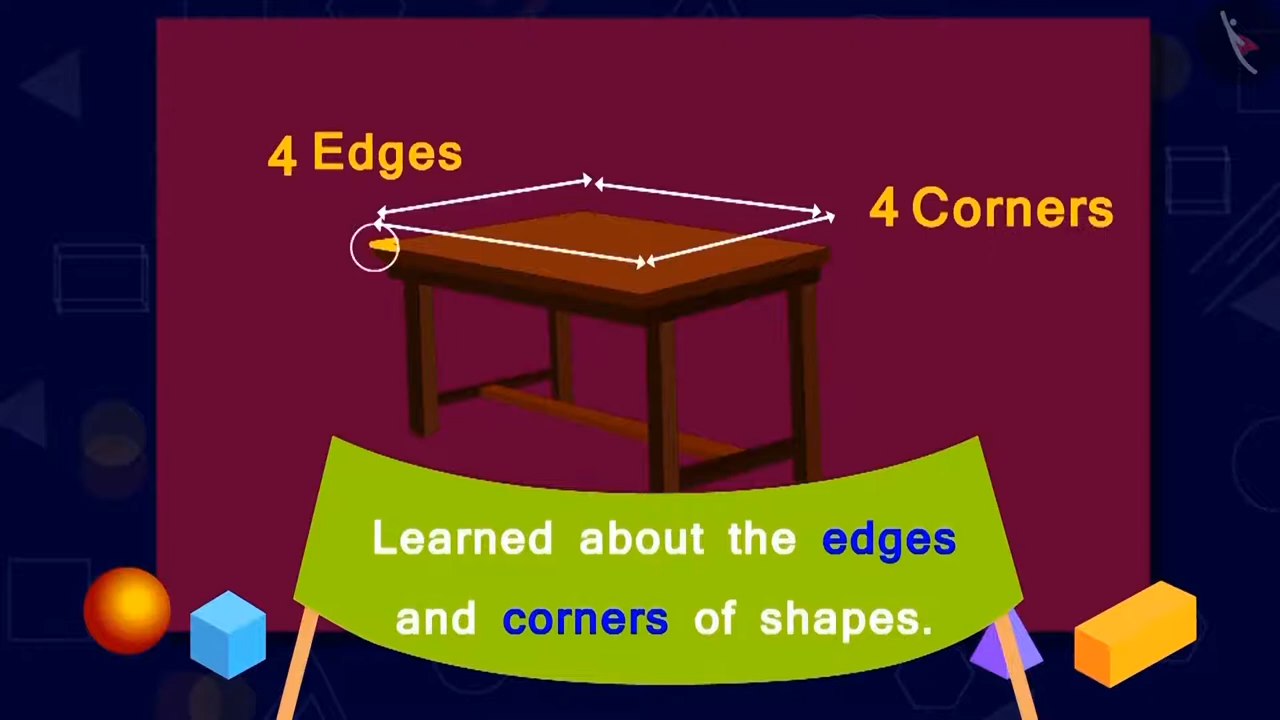 4 Edges
4 Corners
Learned about the edges
and corners of shapes.